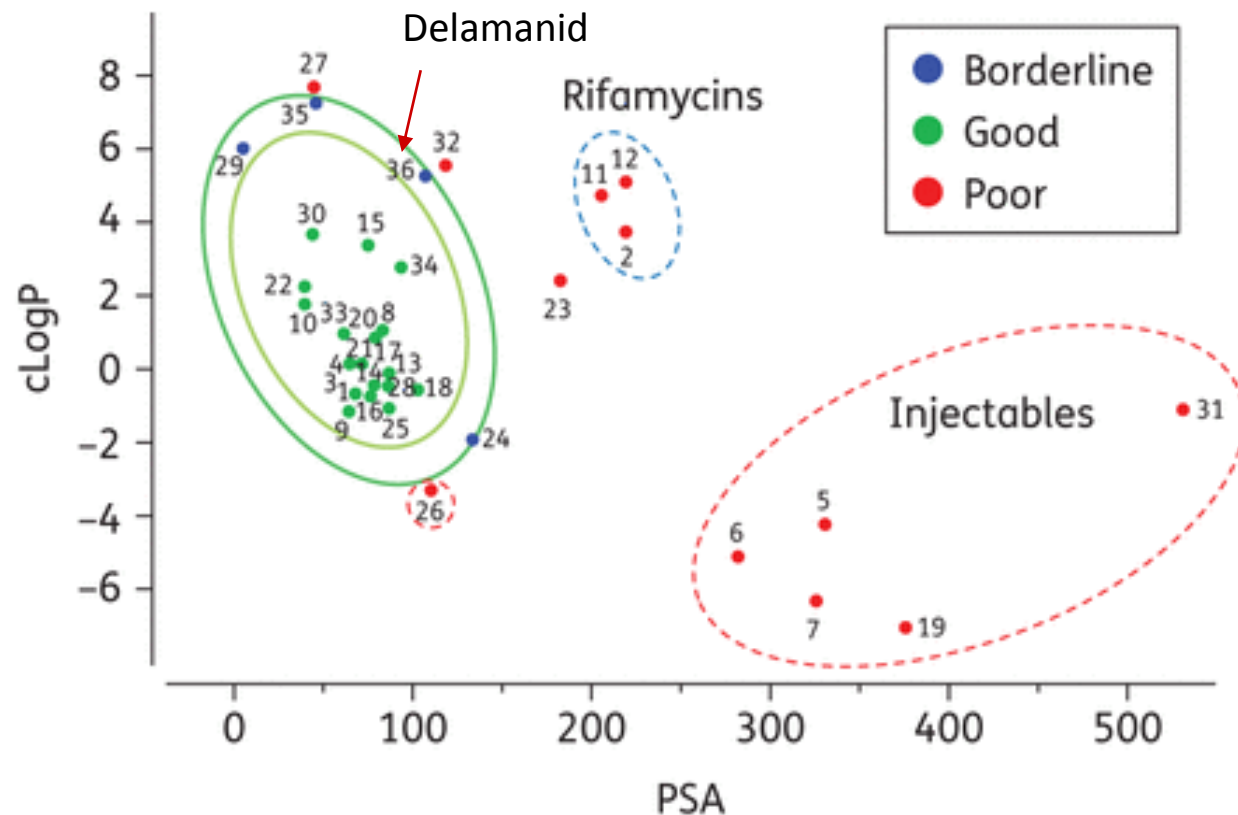 Delamanid
Borderline
Good
Poor
Rifamycins
Injectables
27
35
29
36
32
30
15
34
22
10
33 20 8
21 17
4 14 13
3 1 28 18
16
9 25
24
26
11 12
2
23
31
5
6
7
19
cLogP
8
6
4
2
0
−2
−4
−6
0 100 200 300 400 500
PSA